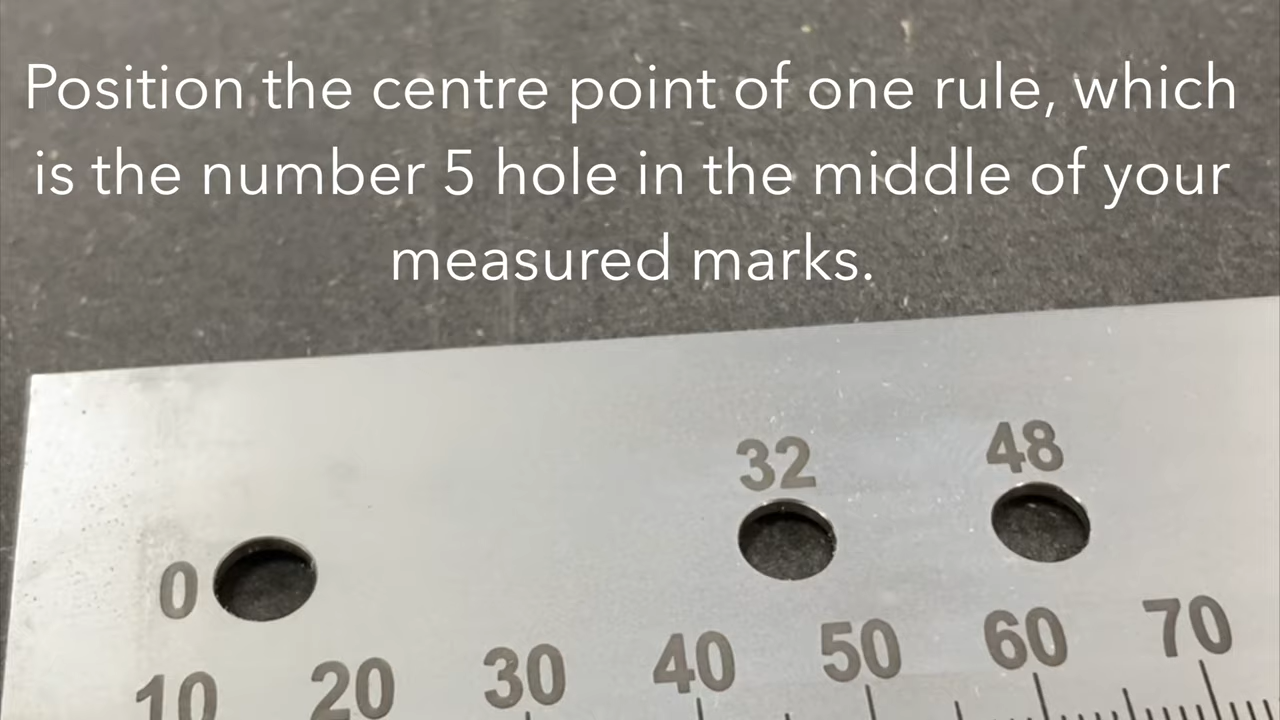 Position the centre point of one rule, which
is the number 5 hole in the middle of your
measured marks.
32 48
0
10 20 30 40 50 60 70